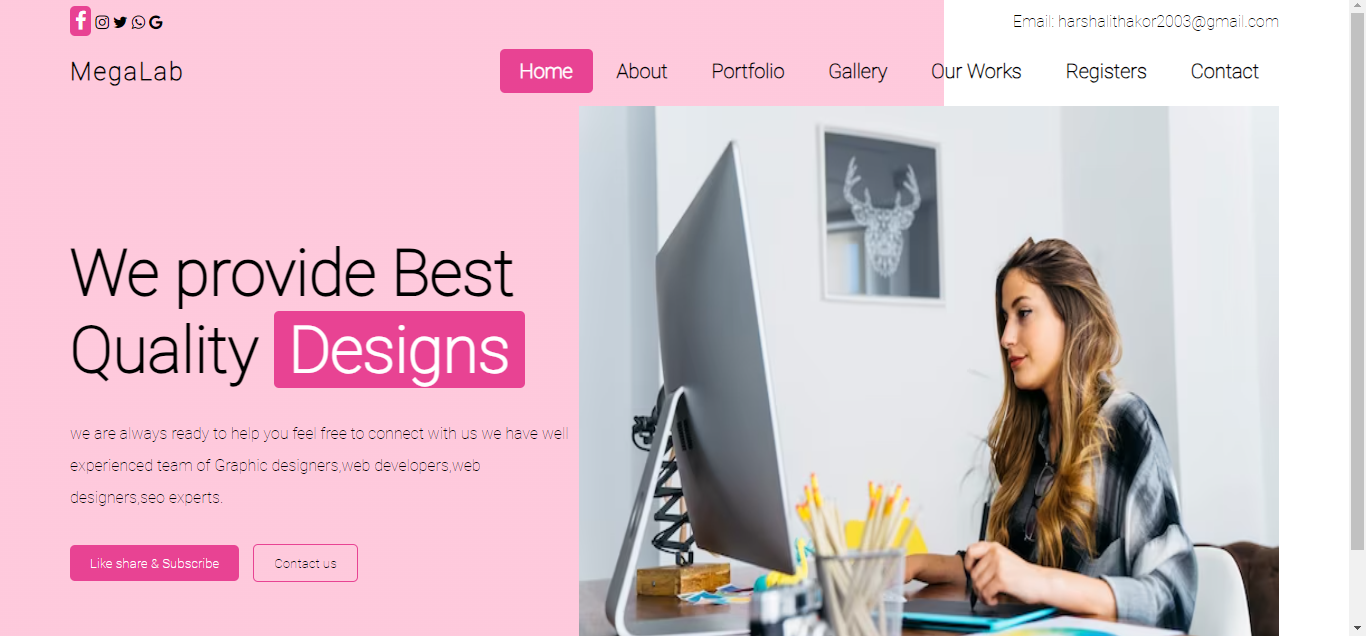 Email: harshalithakor2003@gmail.com
MegaLab
Home About Portfolio Gallery Our Works Registers Contact
We provide Best
Quality Designs
we are always ready to help you feel free to connect with us we have well
experienced team of Graphic designers,web developers,web
designers,seo experts.
Like share & Subscribe Contact us